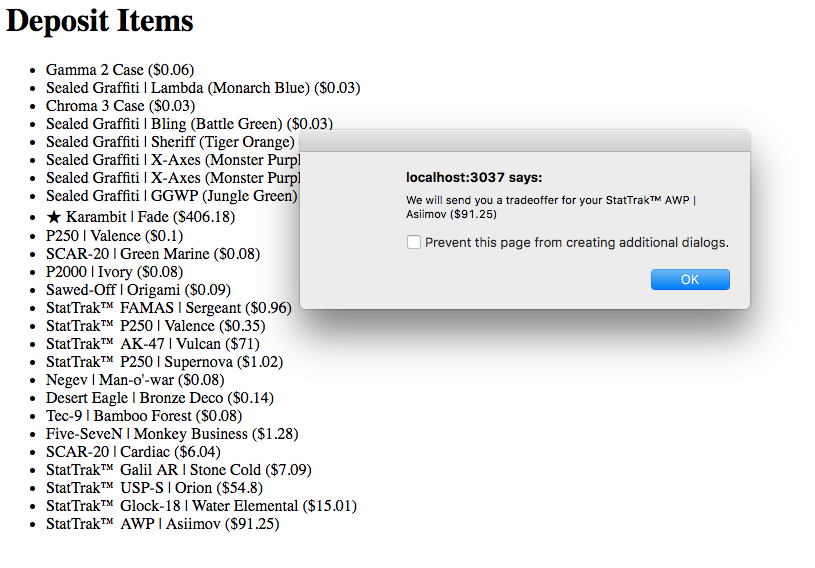 Deposit Items
Gamma 2 Case ($0.06)
Sealed Graffiti | Lambda (Monarch Blue) ($0.03)
Chroma 3 Case ($0.03)
Sealed Graffiti | Bling (Battle Green) ($0.03)
Sealed Graffiti | Sheriff (Tiger Orange)
Sealed Graffiti | X-Axes (Monster Purpl
Sealed Graffiti | X-Axes (Monster Purpl
Sealed Graffiti | GGWP (Jungle Green)
★ Karambit | Fade ($406.18)
P250 | Valence ($0.1)
SCAR-20 | Green Marine ($0.08)
P2000 | Ivory ($0.08)
Sawed-Off | Origami ($0.09)
StatTrak™ FAMAS | Sergeant ($0.96)
StatTrak™ P250 | Valence ($0.35)
StatTrak™ AK-47 | Vulcan ($71)
StatTrak™ P250 | Supernova ($1.02)
Negev | Man-o'-war ($0.08)
Desert Eagle | Bronze Deco ($0.14)
Tec-9 | Bamboo Forest ($0.08)
Five-SeveN | Monkey Business ($1.28)
SCAR-20 | Cardiac ($6.04)
StatTrak™ Galil AR | Stone Cold ($7.09)
StatTrak™ USP-S | Orion ($54.8)
StatTrak™ Glock-18 | Water Elemental ($15.01)
StatTrak™ AWP | Asiimov ($91.25)
localhost:3037 says:
We will send you a tradeoffer for your StatTrak™ AWP |
Asiimov ($91.25)
Prevent this page from creating additional dialogs.
OK